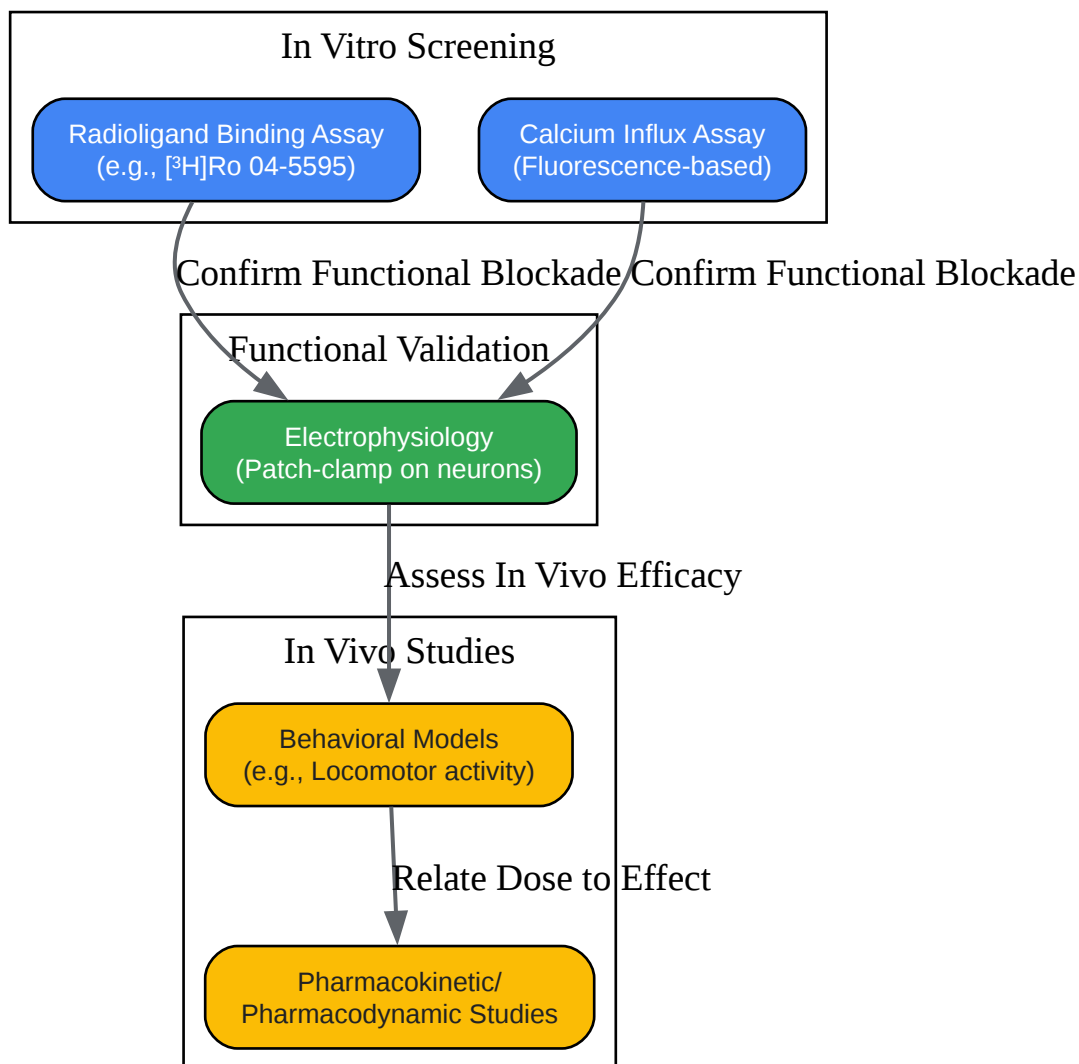 In Vitro Screening
Radioligand Binding Assay
(e.g., [³H]Ro 04-5595)
Calcium Influx Assay
(Fluorescence-based)
Confirm Functional Blockade
Confirm Functional Blockade
Functional Validation
Electrophysiology
(Patch-clamp on neurons)
Assess In Vivo Efficacy
In Vivo Studies
Behavioral Models
(e.g., Locomotor activity)
Relate Dose to Effect
Pharmacokinetic/
Pharmacodynamic Studies